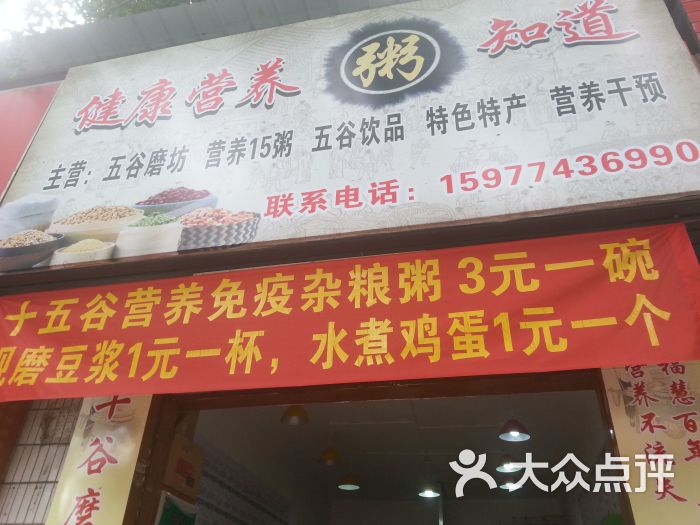 健康营养 粥 知道
主营：五谷磨坊 营养15粥 五谷饮品 特色特产 营养干预
联系电话：15977436990
十五谷营养免疫杂粮粥 3元一碗
现磨豆浆1元一杯，水煮鸡蛋1元一个
谷磨
福慧百年
营养不流失
大众点评